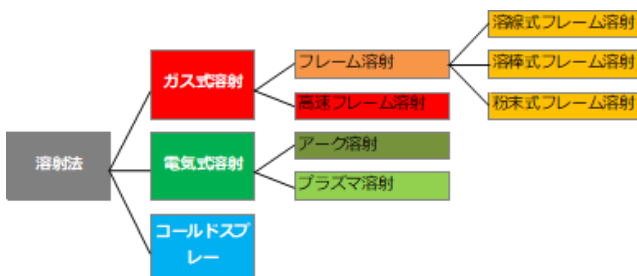 溶線式フレーム溶射
ガス式溶射
フレーム溶射
溶棒式フレーム溶射
高速フレーム溶射
粉末式フレーム溶射
溶射法
電気式溶射
アーク溶射
プラズマ溶射
コールドスプ
レー